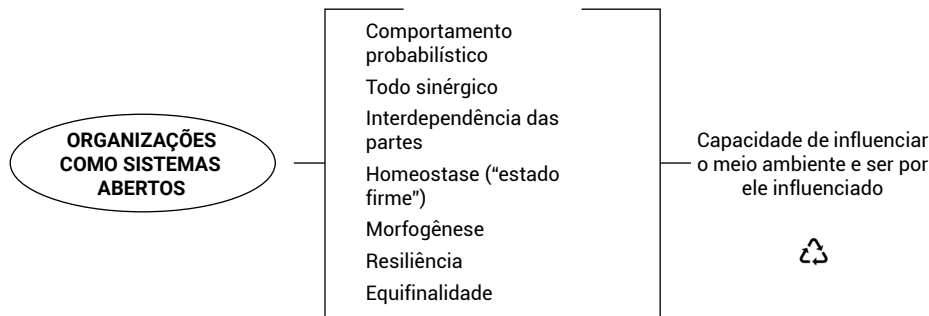 ORGANIZAÇÕES
COMO SISTEMAS
ABERTOS
Comportamento
probabilístico
Todo sinérgico
Interdependência das
partes
Homeostase (“estado
firme”)
Morfogênese
Resiliência
Equifinalidade
Capacidade de influenciar
o meio ambiente e ser por
ele influenciado